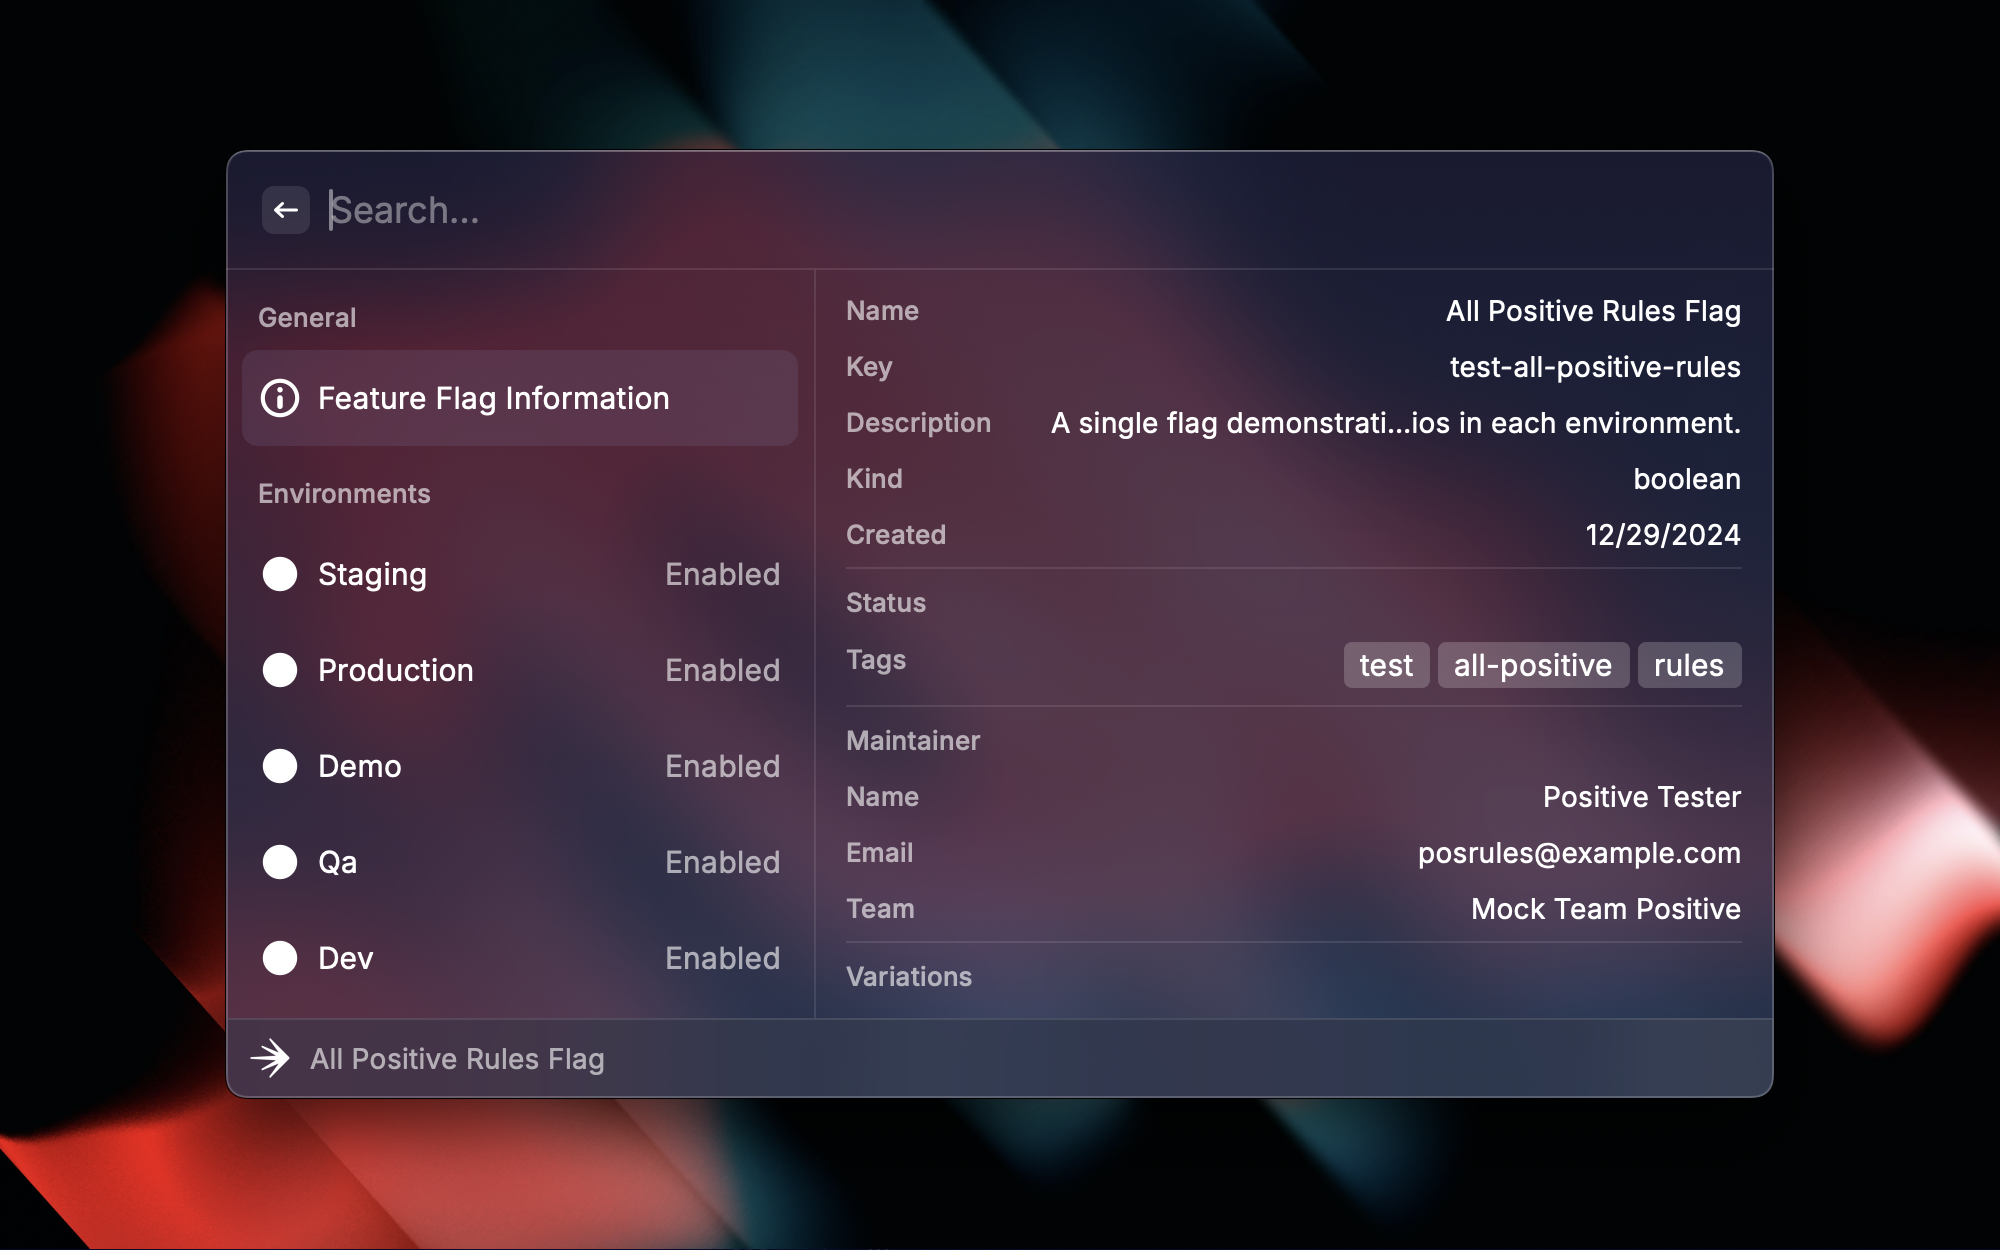 Search...
General
Feature Flag Information
Environments
Staging Enabled
Production Enabled
Demo Enabled
Qa Enabled
Dev Enabled
Name All Positive Rules Flag
Key test-all-positive-rules
Description A single flag demonstrati...ios in each environment.
Kind boolean
Created 12/29/2024
Status
Tags test all-positive rules
Maintainer
Name Positive Tester
Email posrules@example.com
Team Mock Team Positive
Variations
All Positive Rules Flag